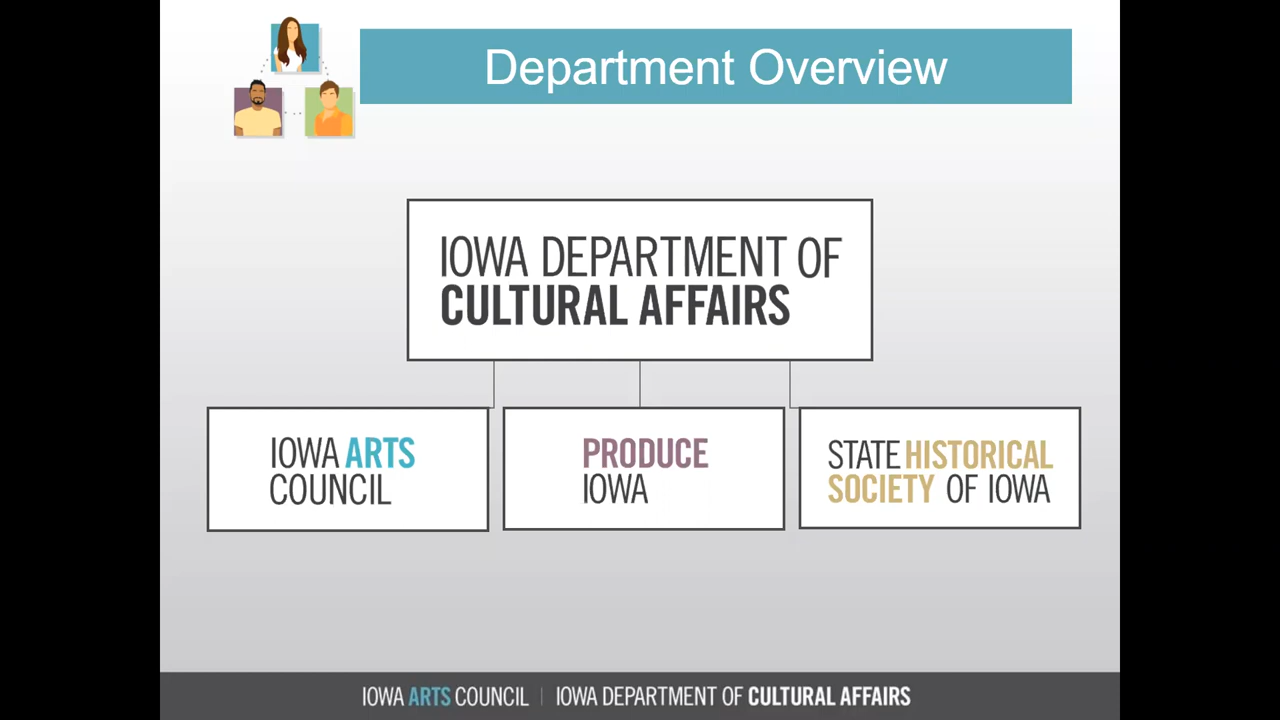 Department Overview
IOWA DEPARTMENT OF
CULTURAL AFFAIRS
IOWA ARTS
COUNCIL
PRODUCE
IOWA
STATE HISTORICAL
SOCIETY OF IOWA
IOWA ARTS COUNCIL | IOWA DEPARTMENT OF CULTURAL AFFAIRS